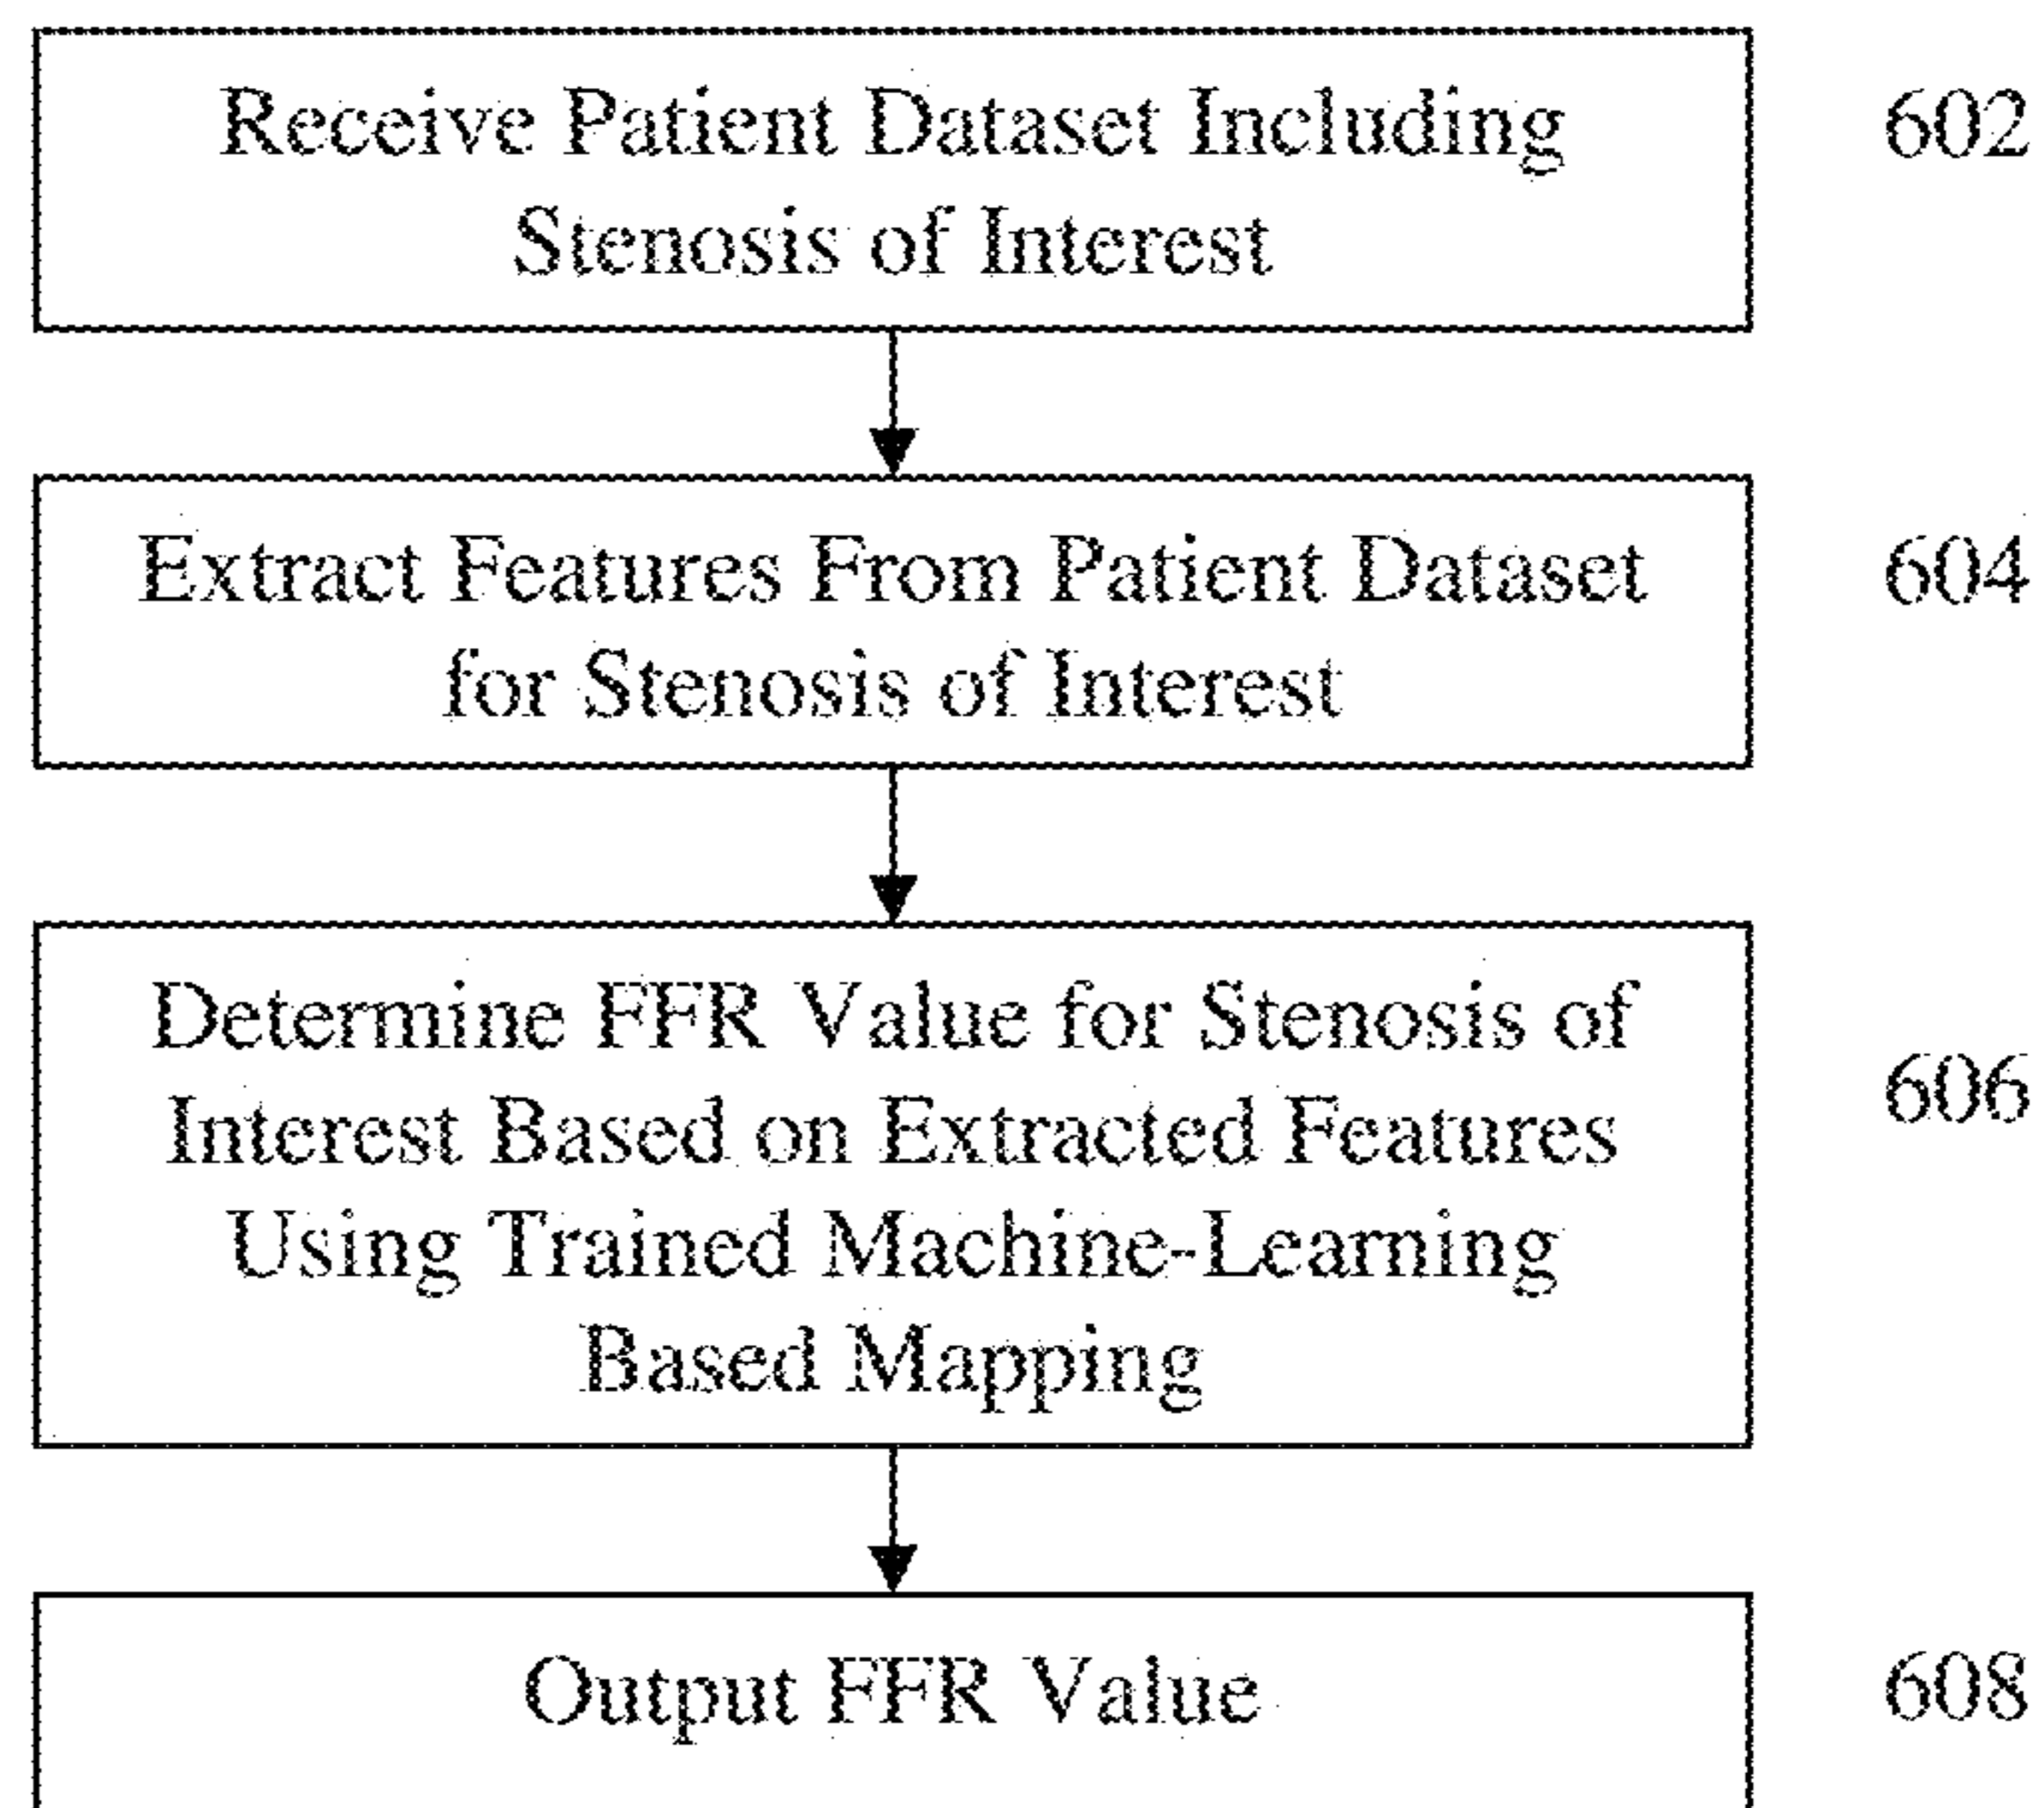 Receive Patient Dataset Including
Stenosis of Interest
602
Extract Features From Patient Dataset
for Stenosis of Interest
604
Determine FFR Value for Stenosis of
Interest Based on Extracted Features
Using Trained Machine-Learning
Based Mapping
606
Output FFR Value
608